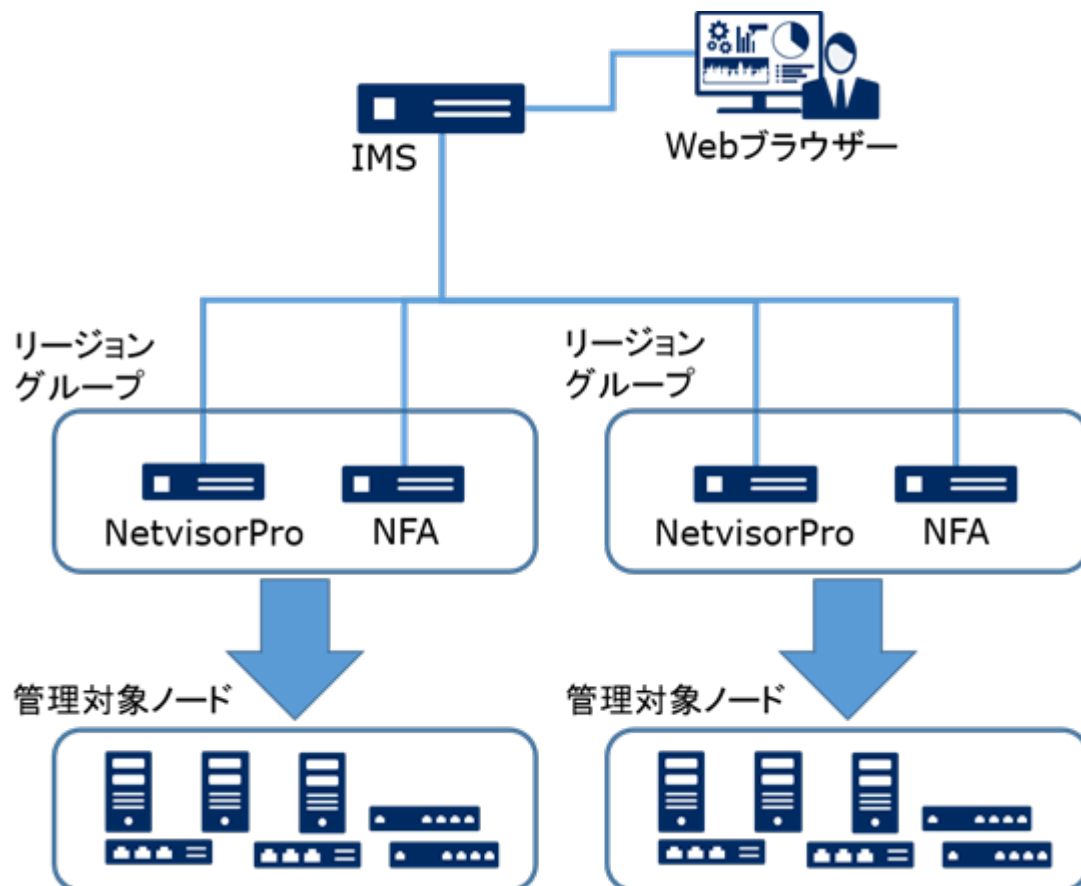 Webブラウザー
IMS
リージョン
グループ
リージョン
グループ
NetvisorPro
NFA
NetvisorPro
NFA
管理対象ノード
管理対象ノード